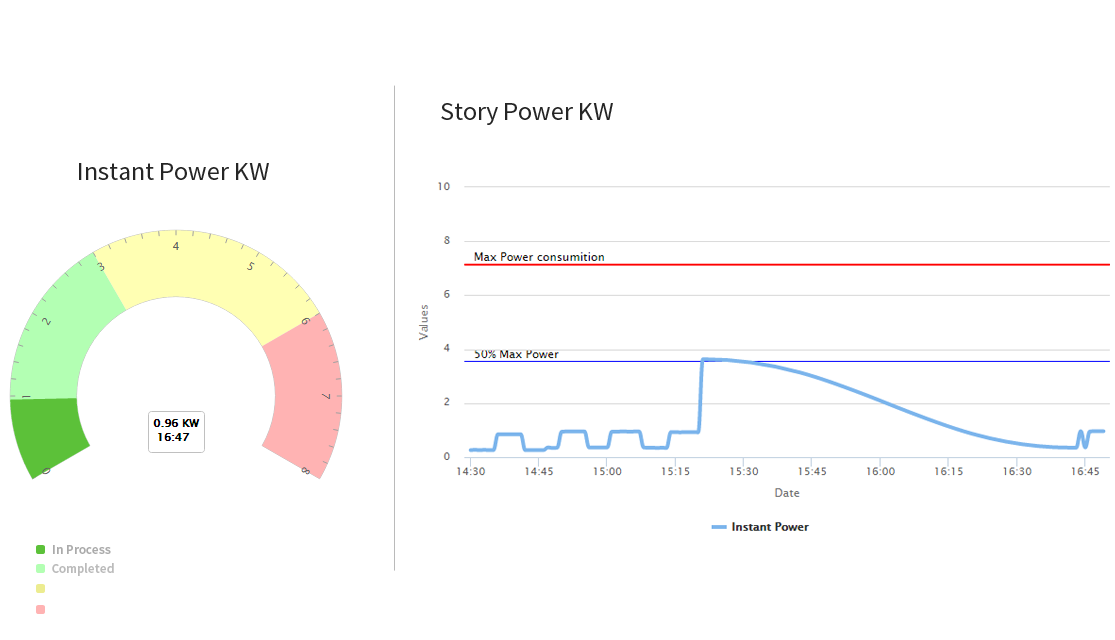 Instant Power KW
0
1
2
3
4
5
6
7
8
0.96 KW
16:47
In Process
Completed
Story Power KW
10
8
6
4
2
0
Values
Max Power consumition
50% Max Power
14:30 14:45 15:00 15:15 15:30 15:45 16:00 16:15 16:30 16:45
Date
Instant Power